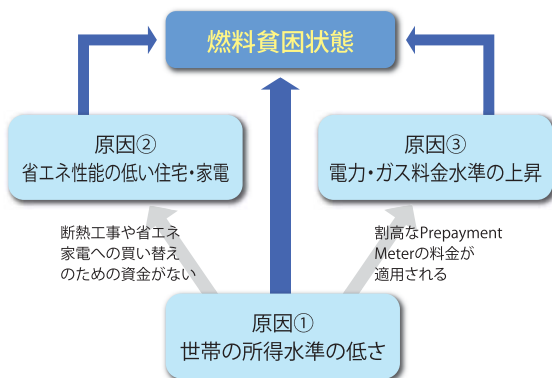 燃料貧困状態
原因②
省エネ性能の低い住宅・家電
原因③
電力・ガス料金水準の上昇
断熱工事や省エネ
家電への買い替え
のための資金がない
割高なPrepayment
Meterの料金が
適用される
原因①
世帯の所得水準の低さ